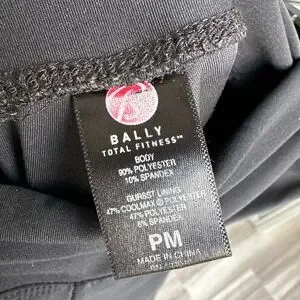 BALLY
TOTAL FITNESS™
BODY
90% POLYESTER
10% SPANDEX
GUSSET LINING
47% COOLMAX® POLYESTER
47% POLYESTER
6% SPANDEX
PM
MADE IN CHINA